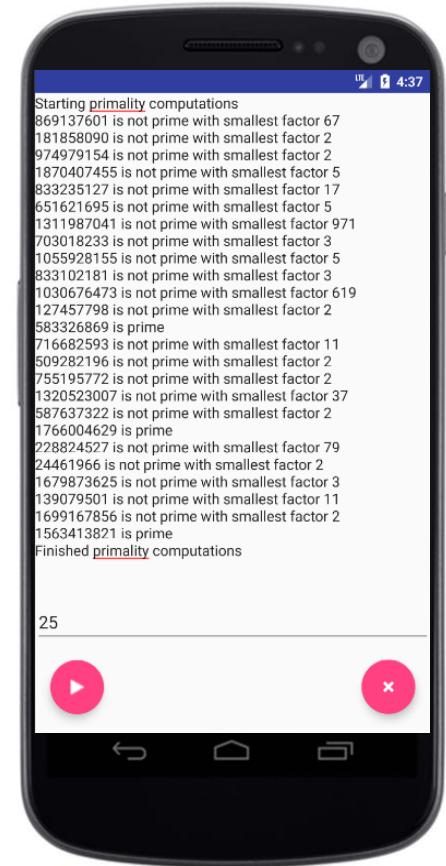 LTE 4:37
Starting primality computations
869137601 is not prime with smallest factor 67
181858090 is not prime with smallest factor 2
974979154 is not prime with smallest factor 2
1870407455 is not prime with smallest factor 5
833235127 is not prime with smallest factor 17
651621695 is not prime with smallest factor 5
1311987041 is not prime with smallest factor 971
703018233 is not prime with smallest factor 3
1055928155 is not prime with smallest factor 5
833102181 is not prime with smallest factor 3
1030676473 is not prime with smallest factor 619
127457798 is not prime with smallest factor 2
583326869 is prime
716682593 is not prime with smallest factor 11
509282196 is not prime with smallest factor 2
755195772 is not prime with smallest factor 2
1320523007 is not prime with smallest factor 37
587637322 is not prime with smallest factor 2
1766004629 is prime
228824527 is not prime with smallest factor 79
24461966 is not prime with smallest factor 2
1679873625 is not prime with smallest factor 3
139079501 is not prime with smallest factor 11
1699167856 is not prime with smallest factor 2
1563413821 is prime
Finished primality computations
25